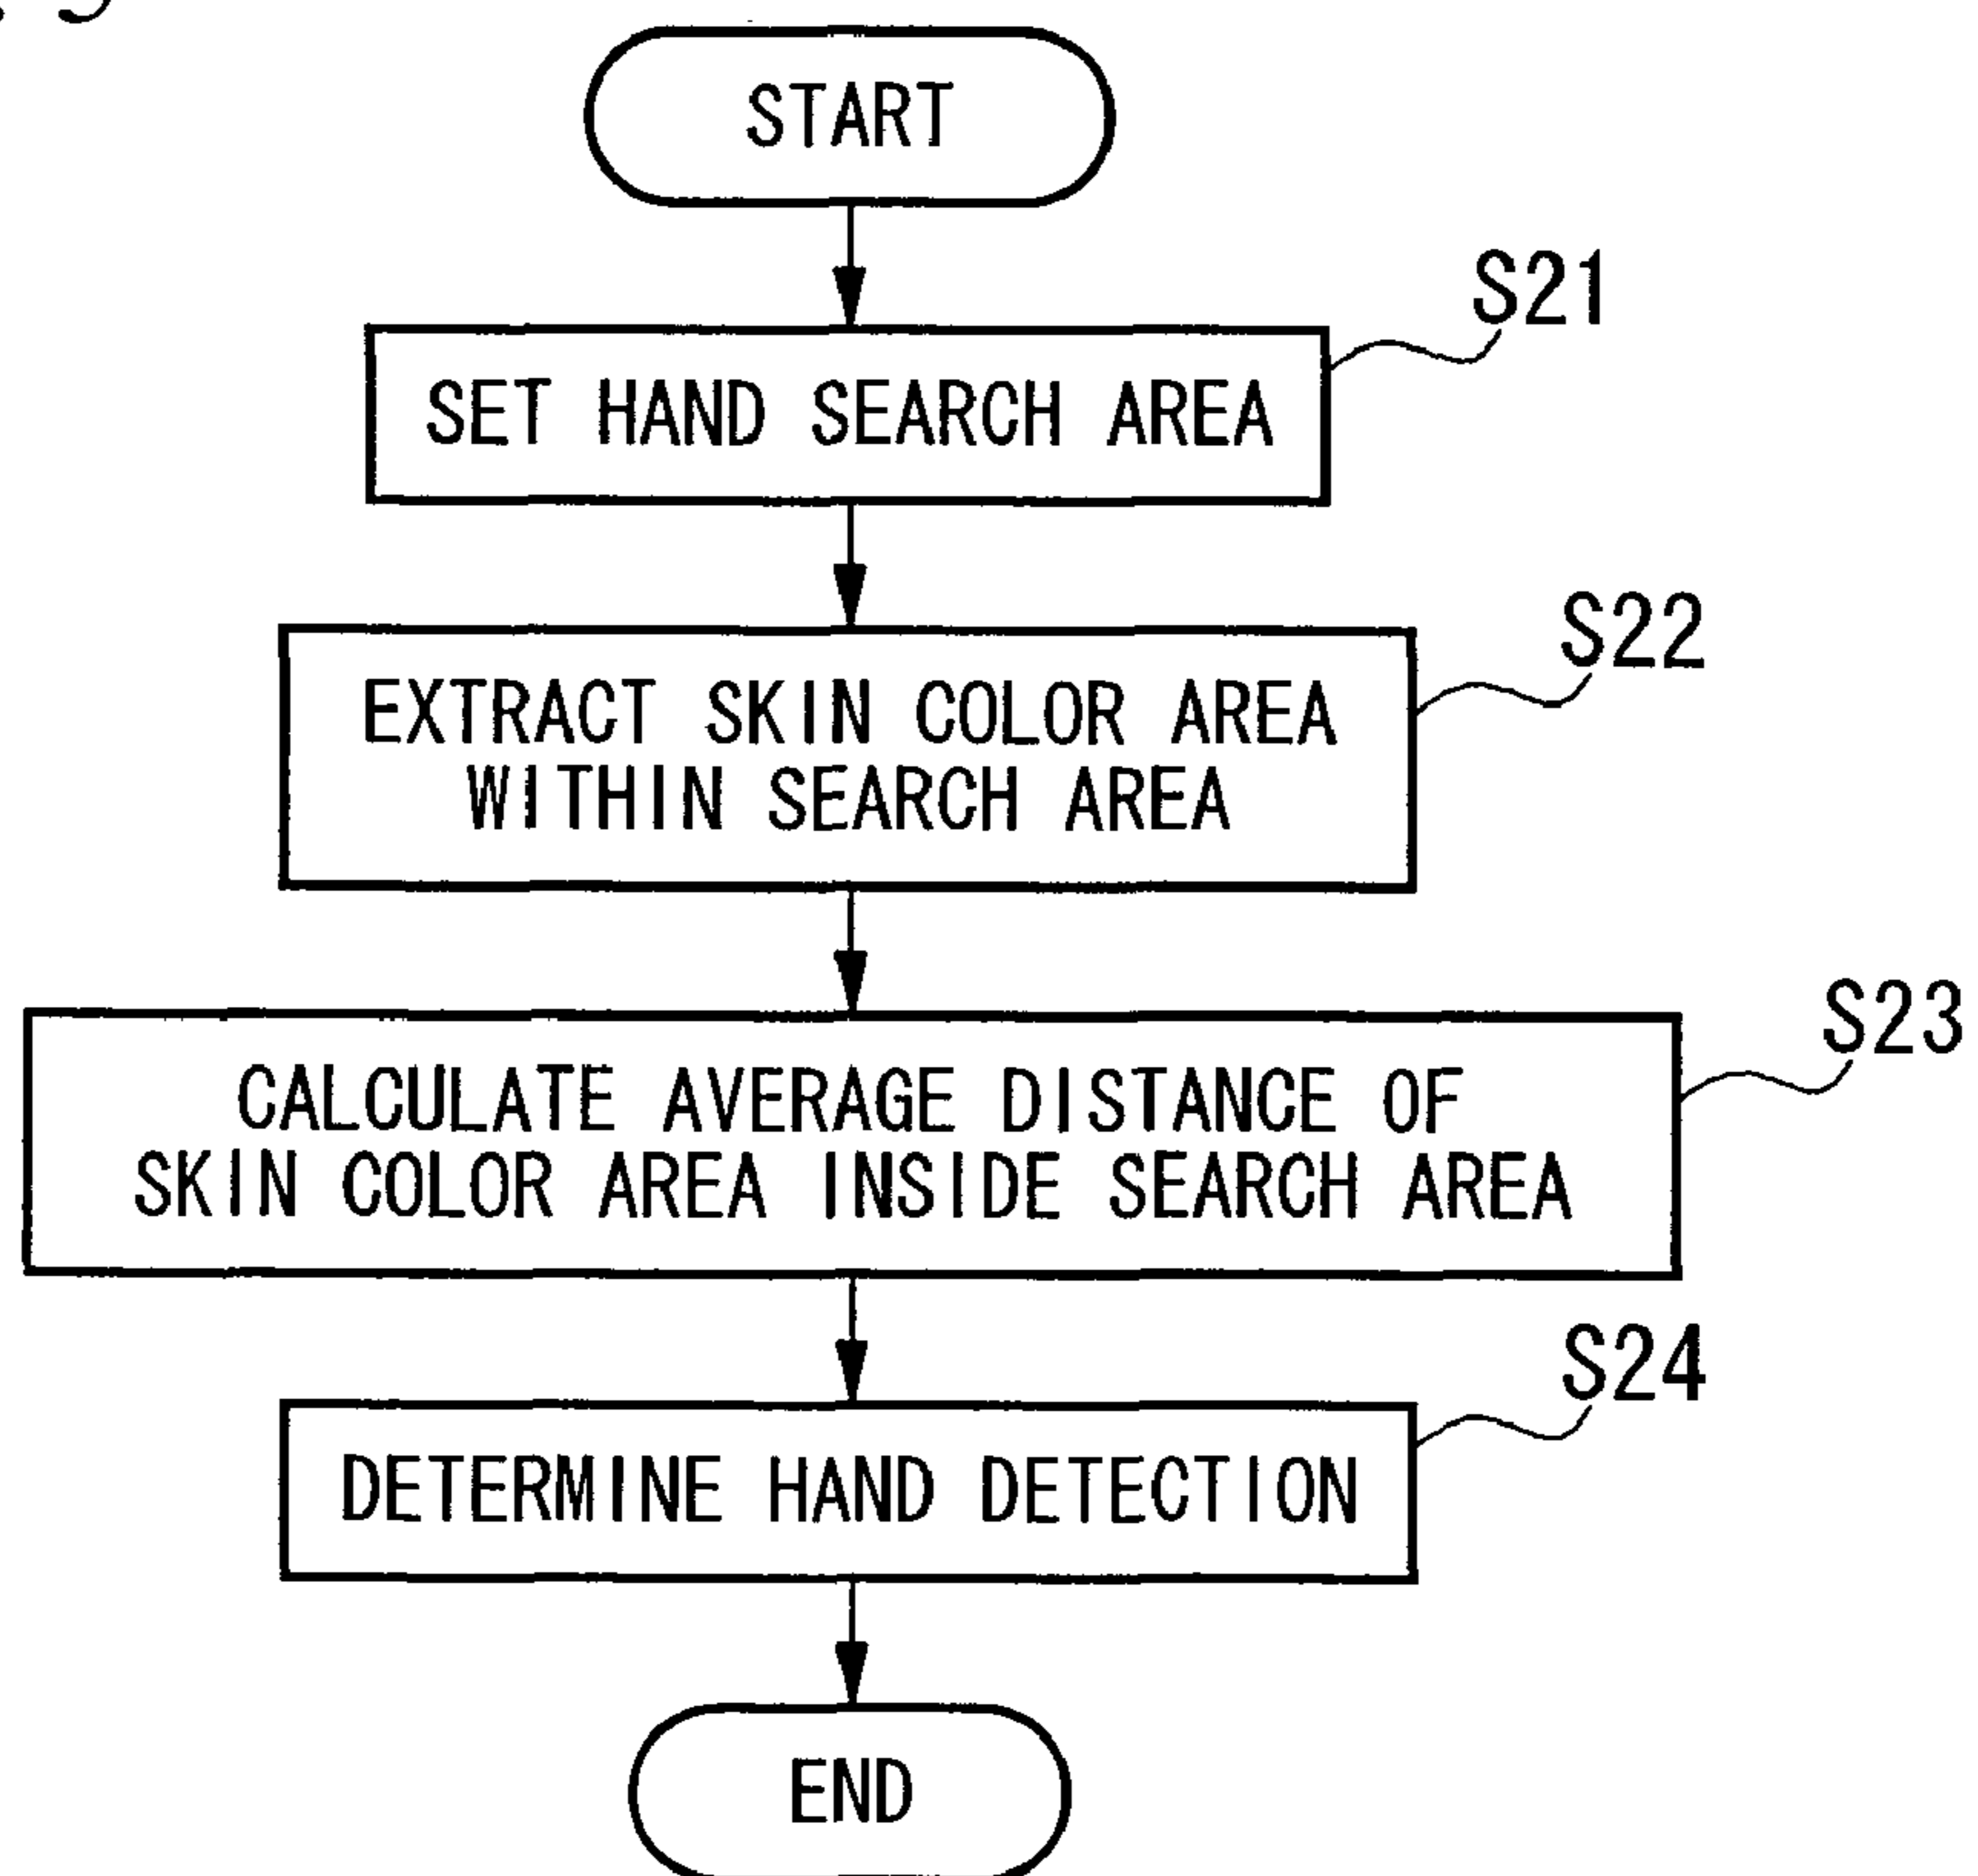 START
S21
SET HAND SEARCH AREA
S22
EXTRACT SKIN COLOR AREA
WITHIN SEARCH AREA
S23
CALCULATE AVERAGE DISTANCE OF
SKIN COLOR AREA INSIDE SEARCH AREA
S24
DETERMINE HAND DETECTION
END